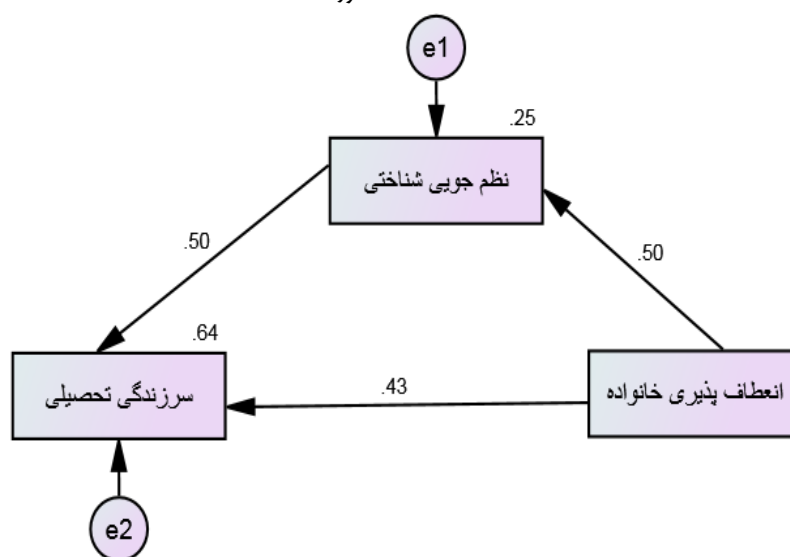 e1
.25
نظم جویی شناختی
.50
.50
.64
سرزندگی تحصیلی
.43
انعطاف پذیری خانواده
e2